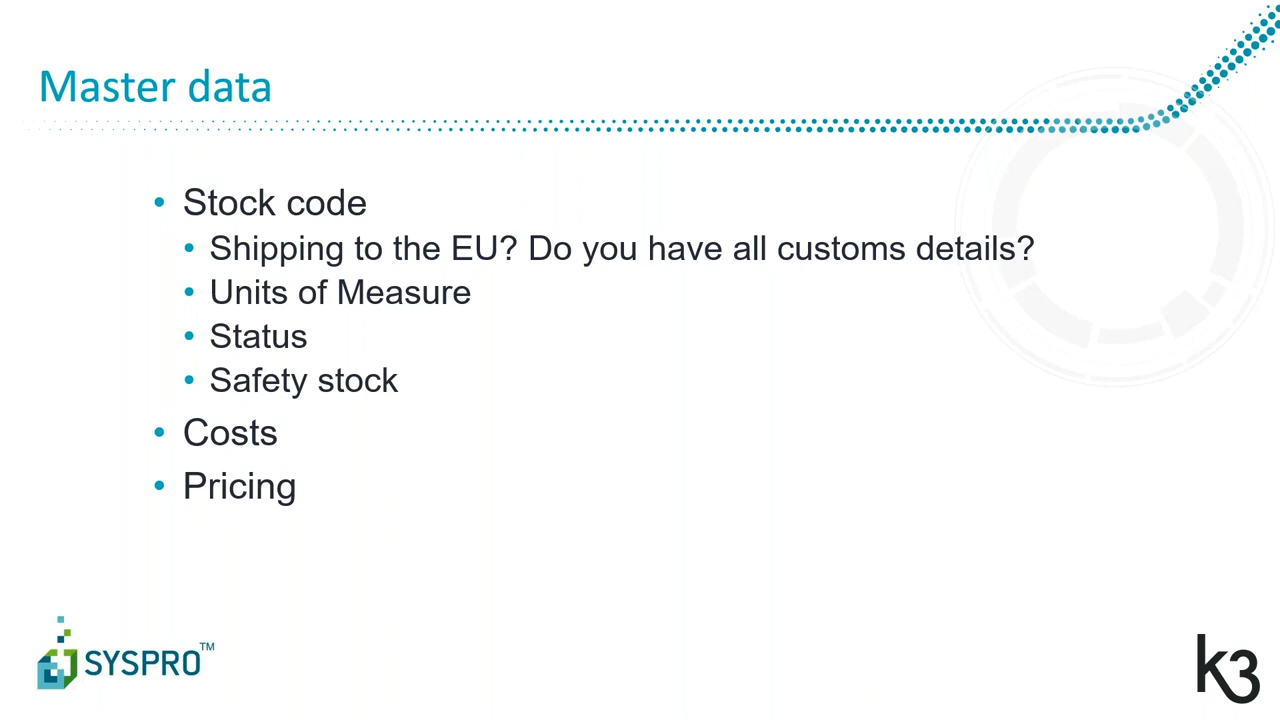 Master data
• Stock code
• Shipping to the EU? Do you have all customs details?
• Units of Measure
• Status
• Safety stock
• Costs
• Pricing
SYSPRO™
k3